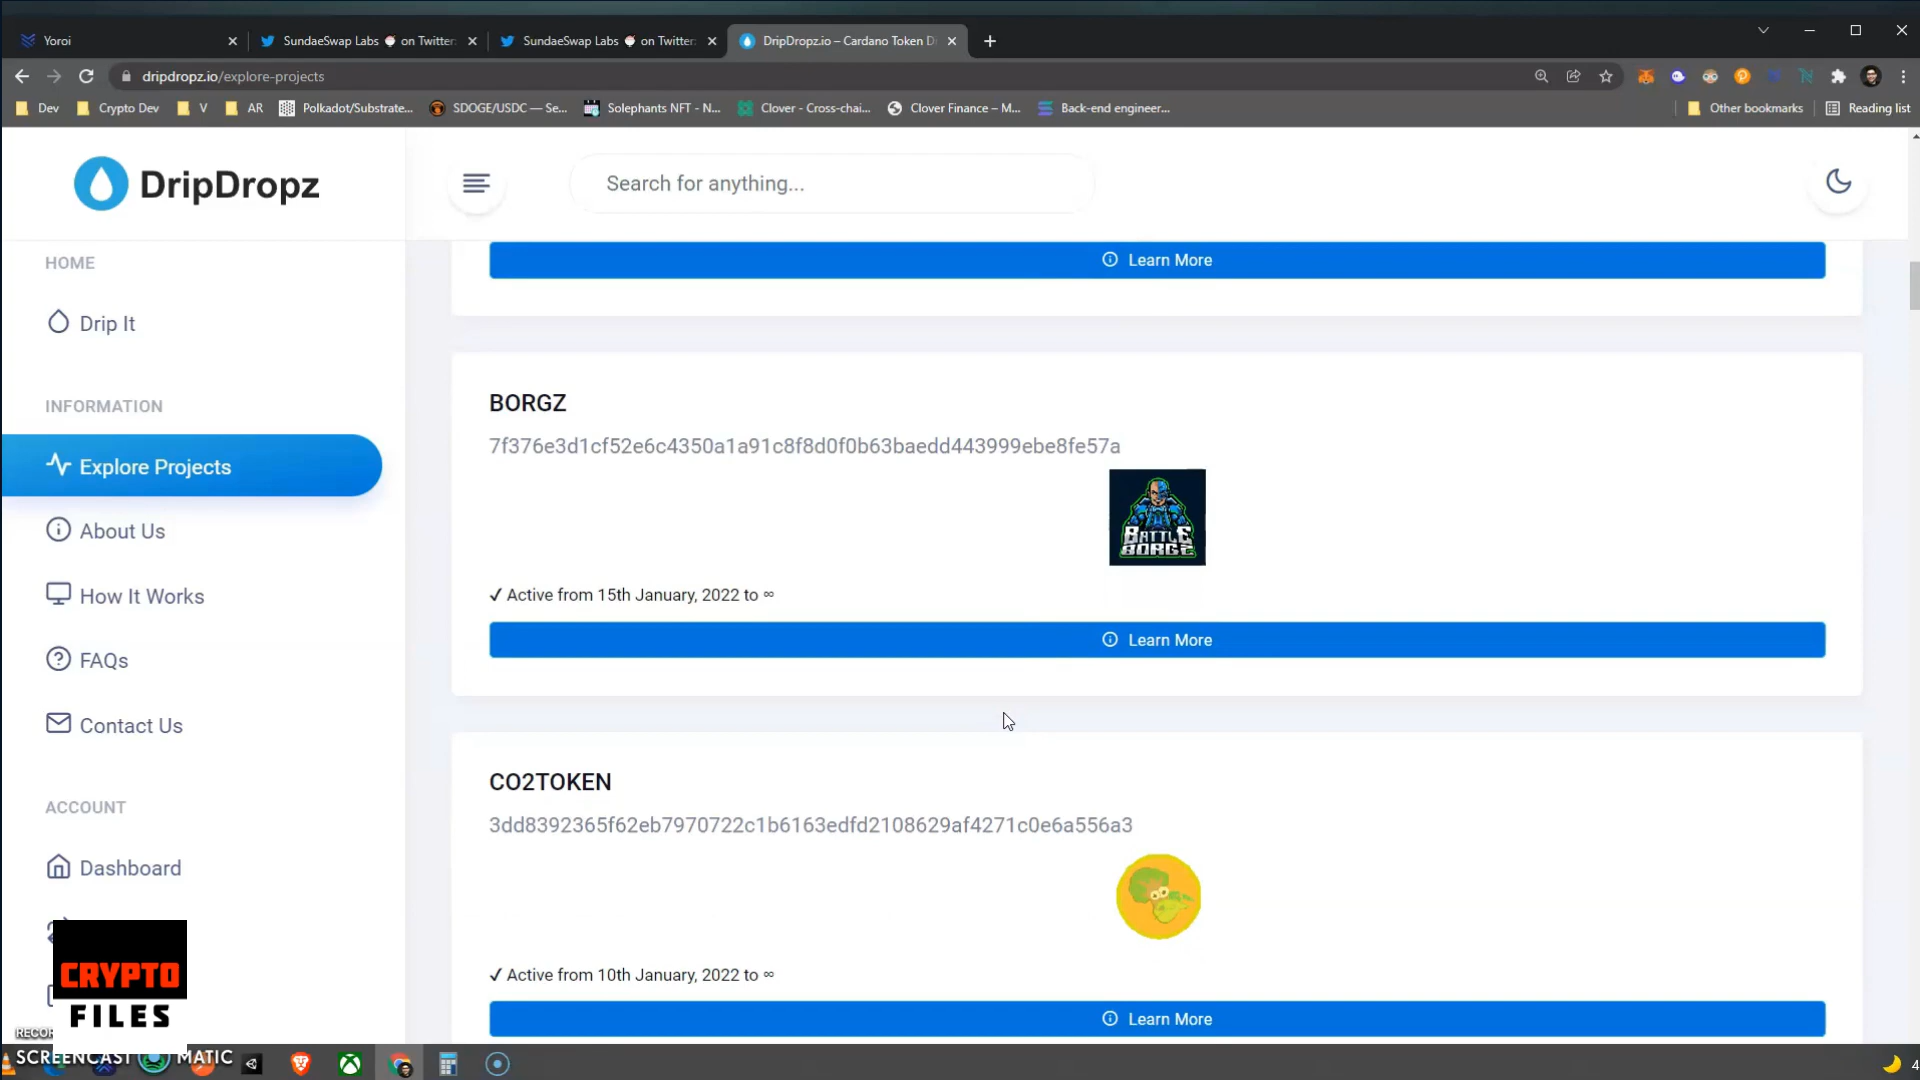 Yoroi
SundaeSwap Labs on Twitter:
SundaeSwap Labs on Twitter:
DripDropz.io – Cardano Token D
dripdropz.io/explore-projects
Dev
Crypto Dev
V
AR
Polkadot/Substrate...
SDOGE/USDC — Se...
Solephants NFT - N...
Clover - Cross-chai...
Clover Finance – M...
Back-end engineer...
Other bookmarks
Reading list
DripDropz
Search for anything...
HOME
Drip It
INFORMATION
Explore Projects
About Us
How It Works
FAQs
Contact Us
ACCOUNT
Dashboard
Learn More
BORGZ
7f376e3d1cf52e6c4350a1a91c8f8d0f0b63baedd443999ebe8fe57a
BATTLE
BORGZ
✓ Active from 15th January, 2022 to ∞
Learn More
CO2TOKEN
3dd8392365f62eb7970722c1b6163edfd2108629af4271c0e6a556a3
✓ Active from 10th January, 2022 to ∞
Learn More
CRYPTO
FILES
RECOR
SCREENCAST MATIC
4